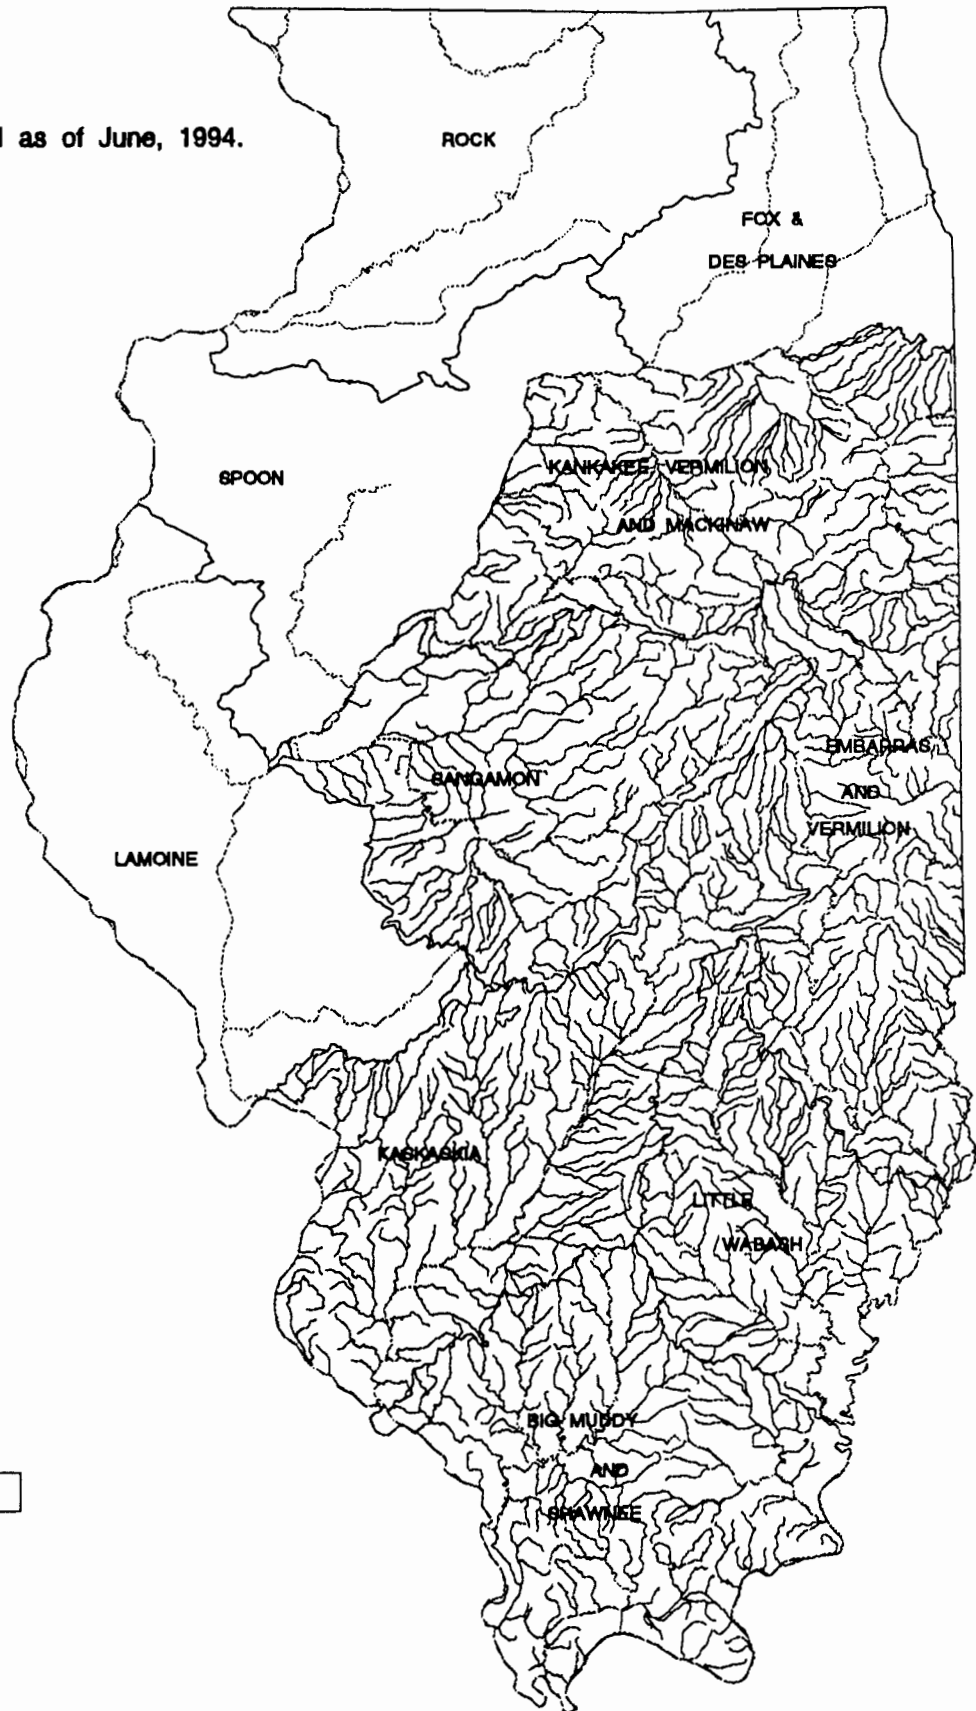 as of June, 1994.
ROCK
FOX &
DES PLAINES
KANKAKEE, VERMILION
AND MACKINAW
SPOON
EMBARRAS,
AND
VERMILION
SANGAMON
LAMOINE
KASKASKIA
LITTLE
WABASH
BIG MUDDY
AND
SHAWNEE